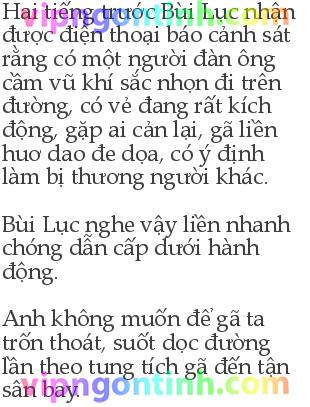 Hai tiếng trước Bùi Lục nhận
được điện thoại báo cảnh sát
rằng có một người đàn ông
cầm vũ khí sắc nhọn đi trên
đường, có vẻ đang rất kích
động, gặp ai cản lại, gã liền
huơ dao đe dọa, có ý định
làm bị thương người khác.
Bùi Lục nghe vậy liền nhanh
chóng dẫn cấp dưới hành
động.
Anh không muốn để gã ta
trốn thoát, suốt dọc đường
lần theo tung tích gã đến tận
sân bay.
vipngontinh.com
vipngontinh.com